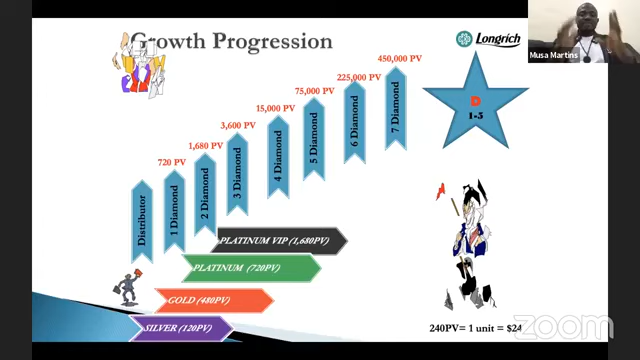 Growth Progression
Longrich
Musa Martins
450,000 PV
225,000 PV
75,000 PV
15,000 PV
3,600 PV
1,680 PV
720 PV
Distributor
1 Diamond
2 Diamond
3 Diamond
4 Diamond
5 Diamond
6 Diamond
7 Diamond
D
1-5
PLATINUM VIP (1,680PV)
PLATINUM (720PV)
GOLD (480PV)
SILVER (120PV)
240PV= 1 unit = $24
zoom